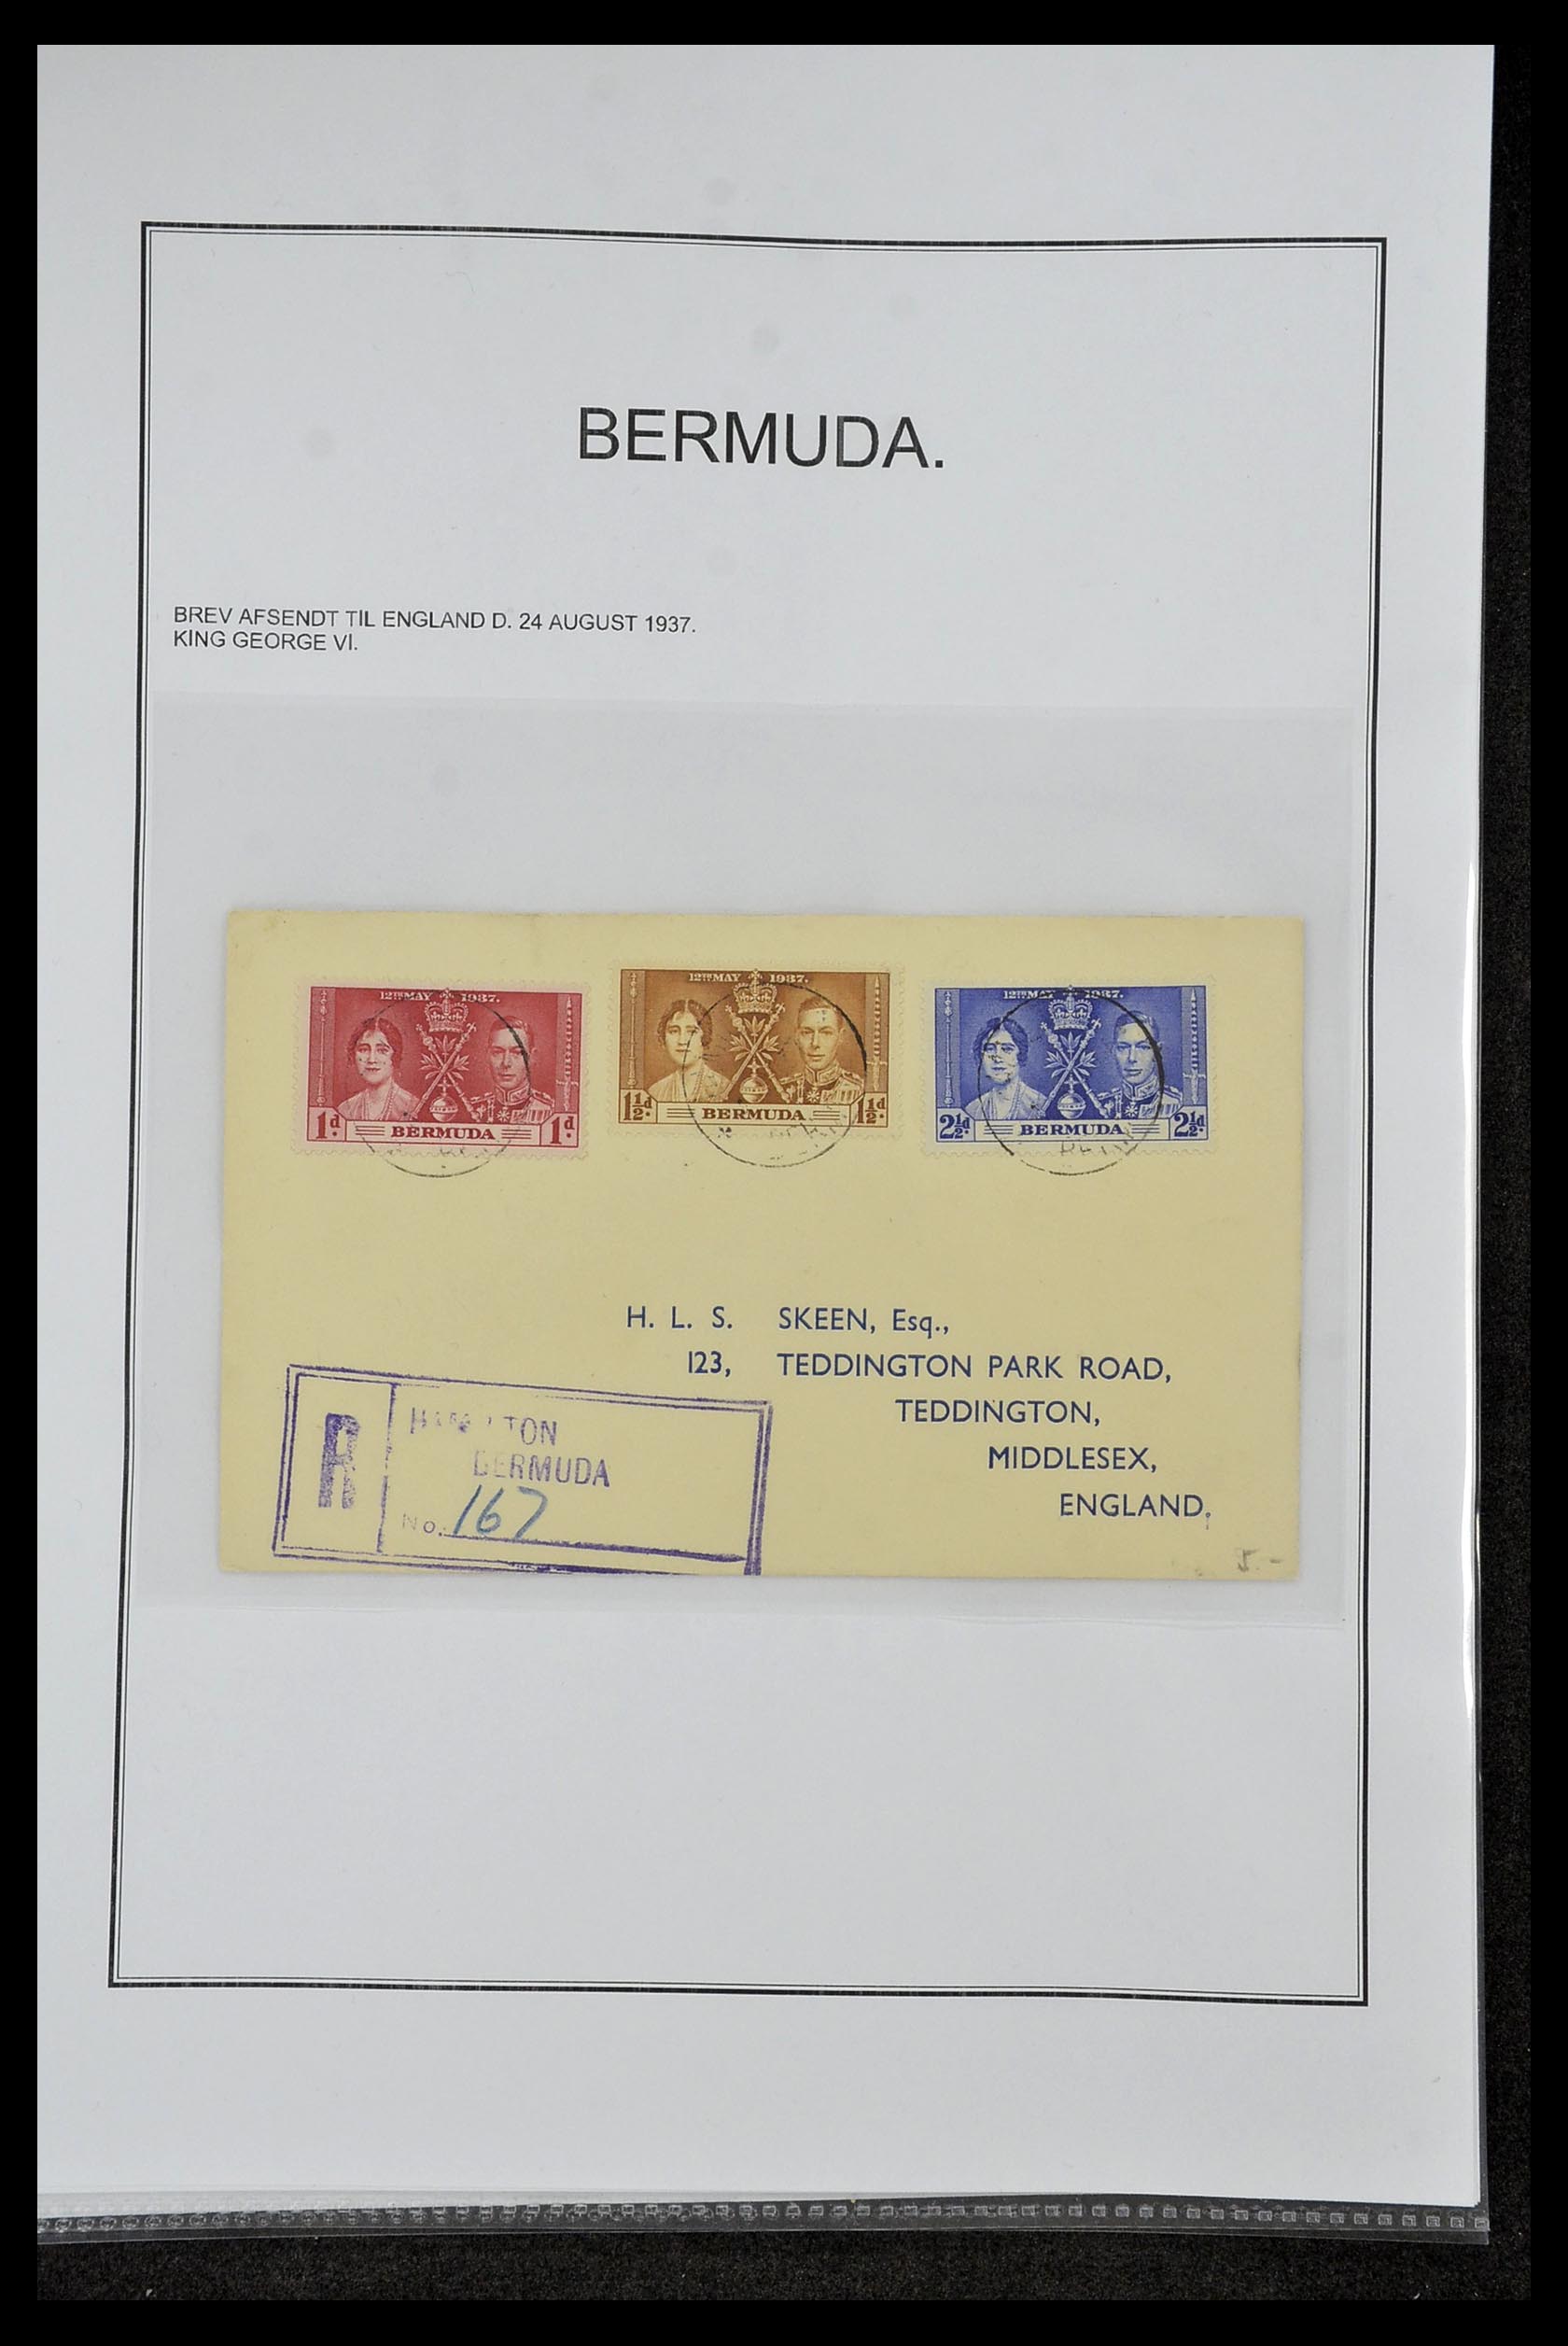 BERMUDA.
BREV AFSENDT TIL ENGLAND D. 24 AUGUST 1937.
KING GEORGE VI.
12TH MAY 1937.
1d. BERMUDA 1d.
12TH MAY 1937.
1½d. BERMUDA 1½d.
12TH MAY 1937.
2½d. BERMUDA 2½d.
H. L. S. SKEEN, Esq.,
123, TEDDINGTON PARK ROAD,
TEDDINGTON,
MIDDLESEX,
ENGLAND.
R
HAMILTON
BERMUDA
No. 167
5.-